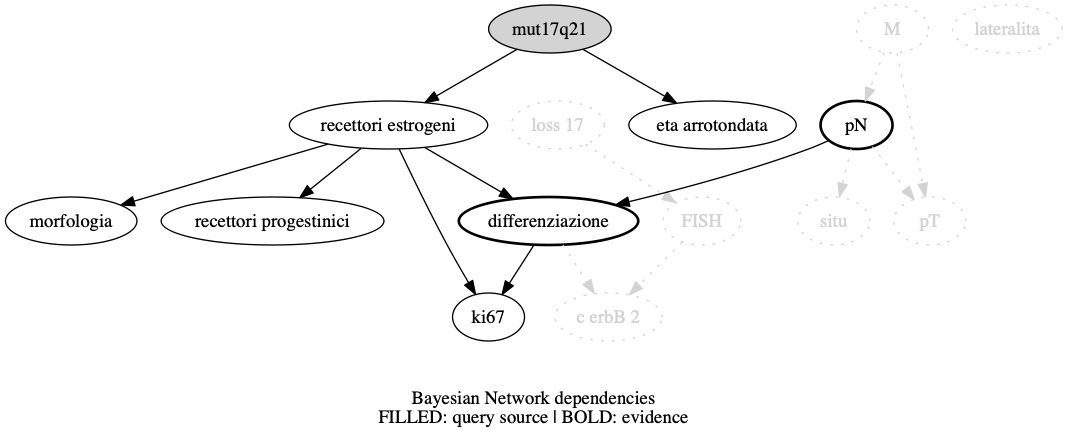 mut17q21
M
lateralita
recettori estrogeni
loss 17
eta arrotondata
pN
morfologia
recettori progestinici
differenziazione
FISH
situ
pT
ki67
c erbB 2
Bayesian Network dependencies
FILLED: query source | BOLD: evidence